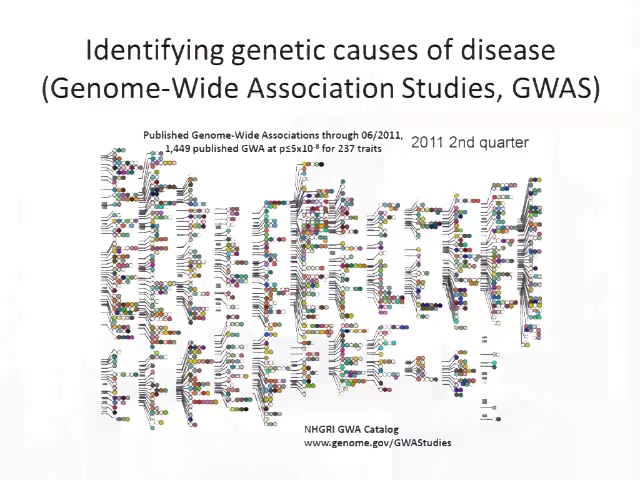 Identifying genetic causes of disease
(Genome-Wide Association Studies, GWAS)
Published Genome-Wide Associations through 06/2011,
1,449 published GWA at p≤5x10⁻⁸ for 237 traits
2011 2nd quarter
NHGRI GWA Catalog
www.genome.gov/GWAStudies